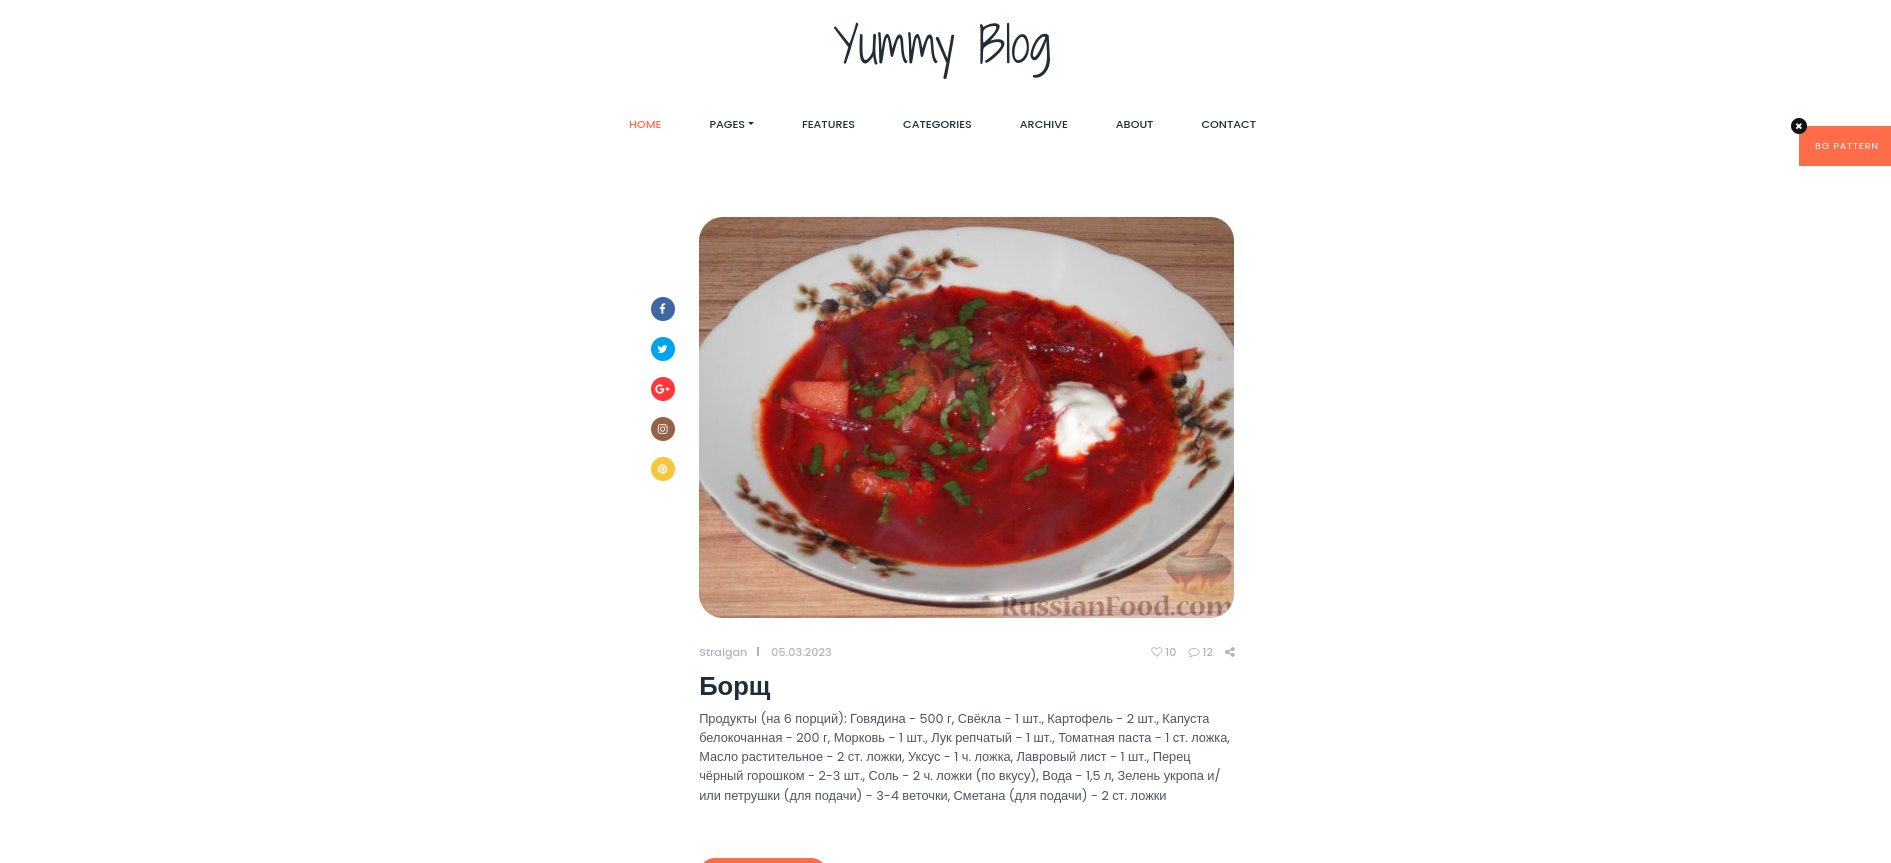 Yummy Blog
HOME PAGES FEATURES CATEGORIES ARCHIVE ABOUT CONTACT
BG PATTERN
RussianFood.com
Straigan | 05.03.2023 10 12
Борщ
Продукты (на 6 порций): Говядина - 500 г, Свёкла - 1 шт., Картофель - 2 шт., Капуста
белокочанная - 200 г, Морковь - 1 шт., Лук репчатый - 1 шт., Томатная паста - 1 ст. ложка,
Масло растительное - 2 ст. ложки, Уксус - 1 ч. ложка, Лавровый лист - 1 шт., Перец
чёрный горошком - 2-3 шт., Соль - 2 ч. ложки (по вкусу), Вода - 1,5 л, Зелень укропа и/
или петрушки (для подачи) - 3-4 веточки, Сметана (для подачи) - 2 ст. ложки